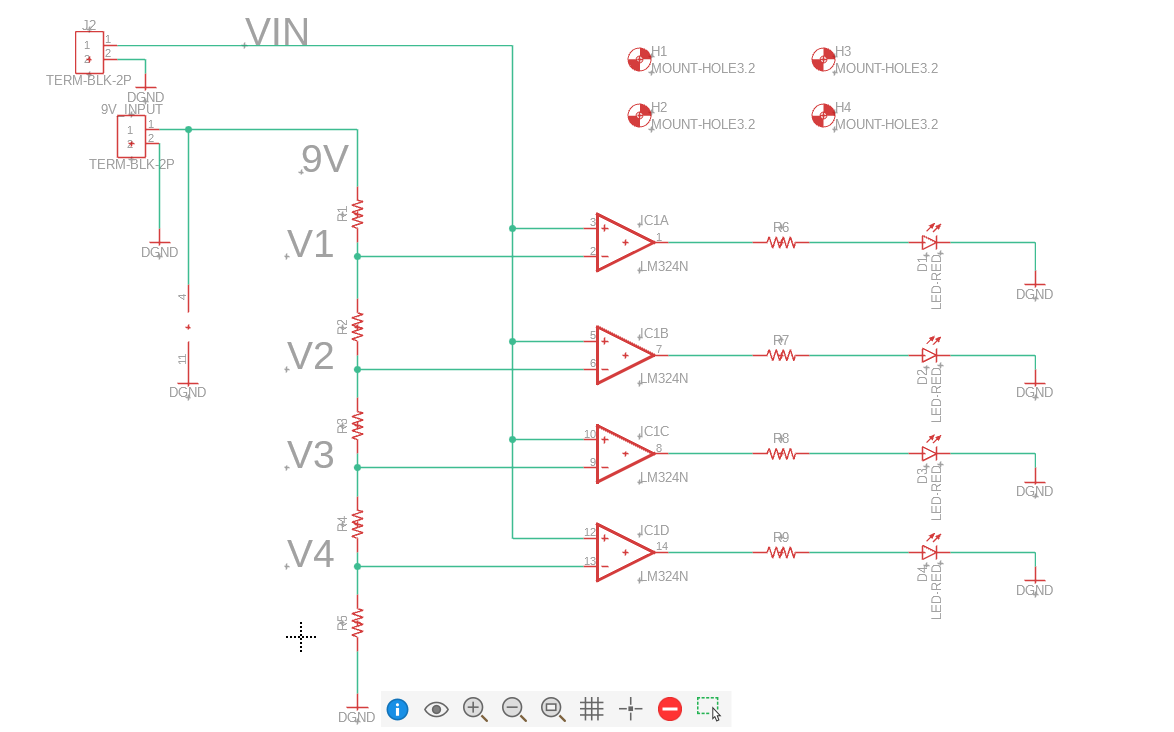 J2
VIN
1
1
2
2
TERM-BLK-2P
DGND
9V_INPUT
1
1
2
2
TERM-BLK-2P
DGND
4
11
DGND
H1
MOUNT-HOLE3.2
H3
MOUNT-HOLE3.2
H2
MOUNT-HOLE3.2
H4
MOUNT-HOLE3.2
9V
R1
V1
3
2
IC1A
1
LM324N
R6
D1
LED-RED
DGND
R2
V2
5
6
IC1B
7
LM324N
R7
D2
LED-RED
DGND
R3
V3
10
9
IC1C
8
LM324N
R8
D3
LED-RED
DGND
R4
V4
12
13
IC1D
14
LM324N
R9
D4
LED-RED
DGND
R5
DGND